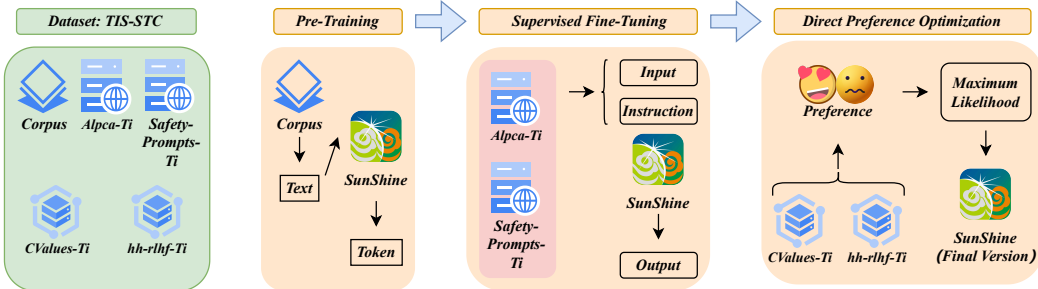 Dataset: TIS-STC
Corpus
Alpca-Ti
Safety-
Prompts-
Ti
CValues-Ti
hh-rlhf-Ti
Pre-Training
Corpus
Text
SunShine
Token
Supervised Fine-Tuning
Alpca-Ti
Safety-
Prompts-
Ti
Input
Instruction
SunShine
Output
Direct Preference Optimization
Preference
Maximum
Likelihood
CValues-Ti
hh-rlhf-Ti
SunShine
(Final Version)